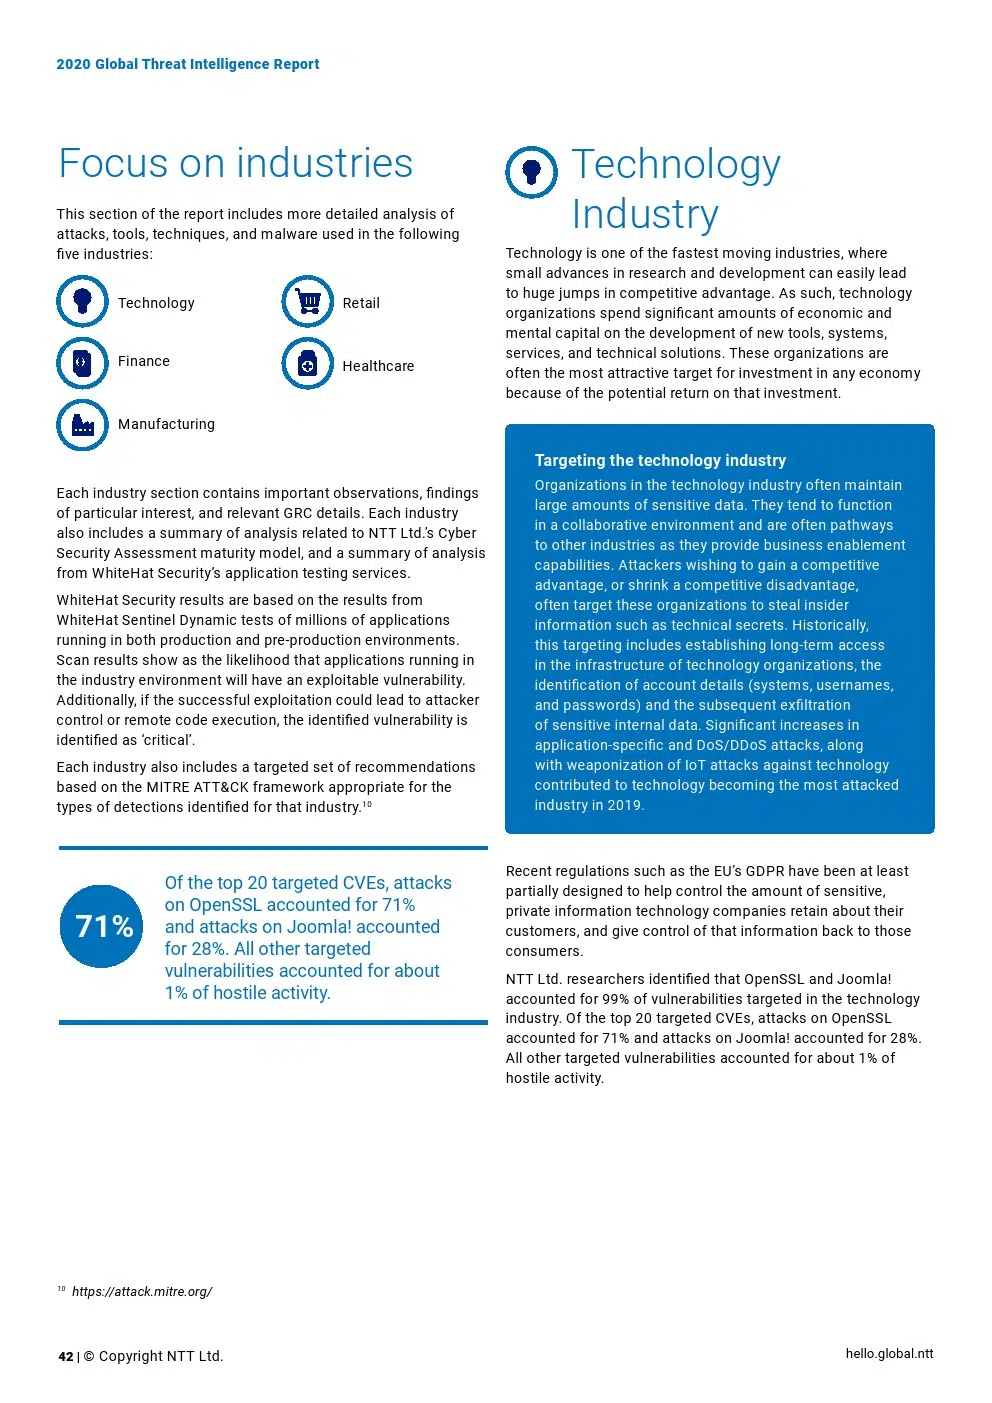 2020 Global Threat Intelligence Report
Focus on industries
This section of the report includes more detailed analysis of
attacks, tools, techniques, and malware used in the following
five industries:
Technology
Retail
Finance
Healthcare
Manufacturing
Each industry section contains important observations, findings
of particular interest, and relevant GRC details. Each industry
also includes a summary of analysis related to NTT Ltd.'s Cyber
Security Assessment maturity model, and a summary of analysis
from WhiteHat Security's application testing services.
WhiteHat Security results are based on the results from
WhiteHat Sentinel Dynamic tests of millions of applications
running in both production and pre-production environments.
Scan results show as the likelihood that applications running in
the industry environment will have an exploitable vulnerability.
Additionally, if the successful exploitation could lead to attacker
control or remote code execution, the identified vulnerability is
identified as ‘critical’.
Each industry also includes a targeted set of recommendations
based on the MITRE ATT&CK framework appropriate for the
types of detections identified for that industry.10
71%
Of the top 20 targeted CVEs, attacks
on OpenSSL accounted for 71%
and attacks on Joomla! accounted
for 28%. All other targeted
vulnerabilities accounted for about
1% of hostile activity.
Technology
Industry
Technology is one of the fastest moving industries, where
small advances in research and development can easily lead
to huge jumps in competitive advantage. As such, technology
organizations spend significant amounts of economic and
mental capital on the development of new tools, systems,
services, and technical solutions. These organizations are
often the most attractive target for investment in any economy
because of the potential return on that investment.
Targeting the technology industry
Organizations in the technology industry often maintain
large amounts of sensitive data. They tend to function
in a collaborative environment and are often pathways
to other industries as they provide business enablement
capabilities. Attackers wishing to gain a competitive
advantage, or shrink a competitive disadvantage,
often target these organizations to steal insider
information such as technical secrets. Historically,
this targeting includes establishing long-term access
in the infrastructure of technology organizations, the
identification of account details (systems, usernames,
and passwords) and the subsequent exfiltration
of sensitive internal data. Significant increases in
application-specific and DoS/DDoS attacks, along
with weaponization of IoT attacks against technology
contributed to technology becoming the most attacked
industry in 2019.
Recent regulations such as the EU's GDPR have been at least
partially designed to help control the amount of sensitive,
private information technology companies retain about their
customers, and give control of that information back to those
consumers.
NTT Ltd. researchers identified that OpenSSL and Joomla!
accounted for 99% of vulnerabilities targeted in the technology
industry. Of the top 20 targeted CVEs, attacks on OpenSSL
accounted for 71% and attacks on Joomla! accounted for 28%.
All other targeted vulnerabilities accounted for about 1% of
hostile activity.
10 https://attack.mitre.org/
42 | © Copyright NTT Ltd.
hello.global.ntt